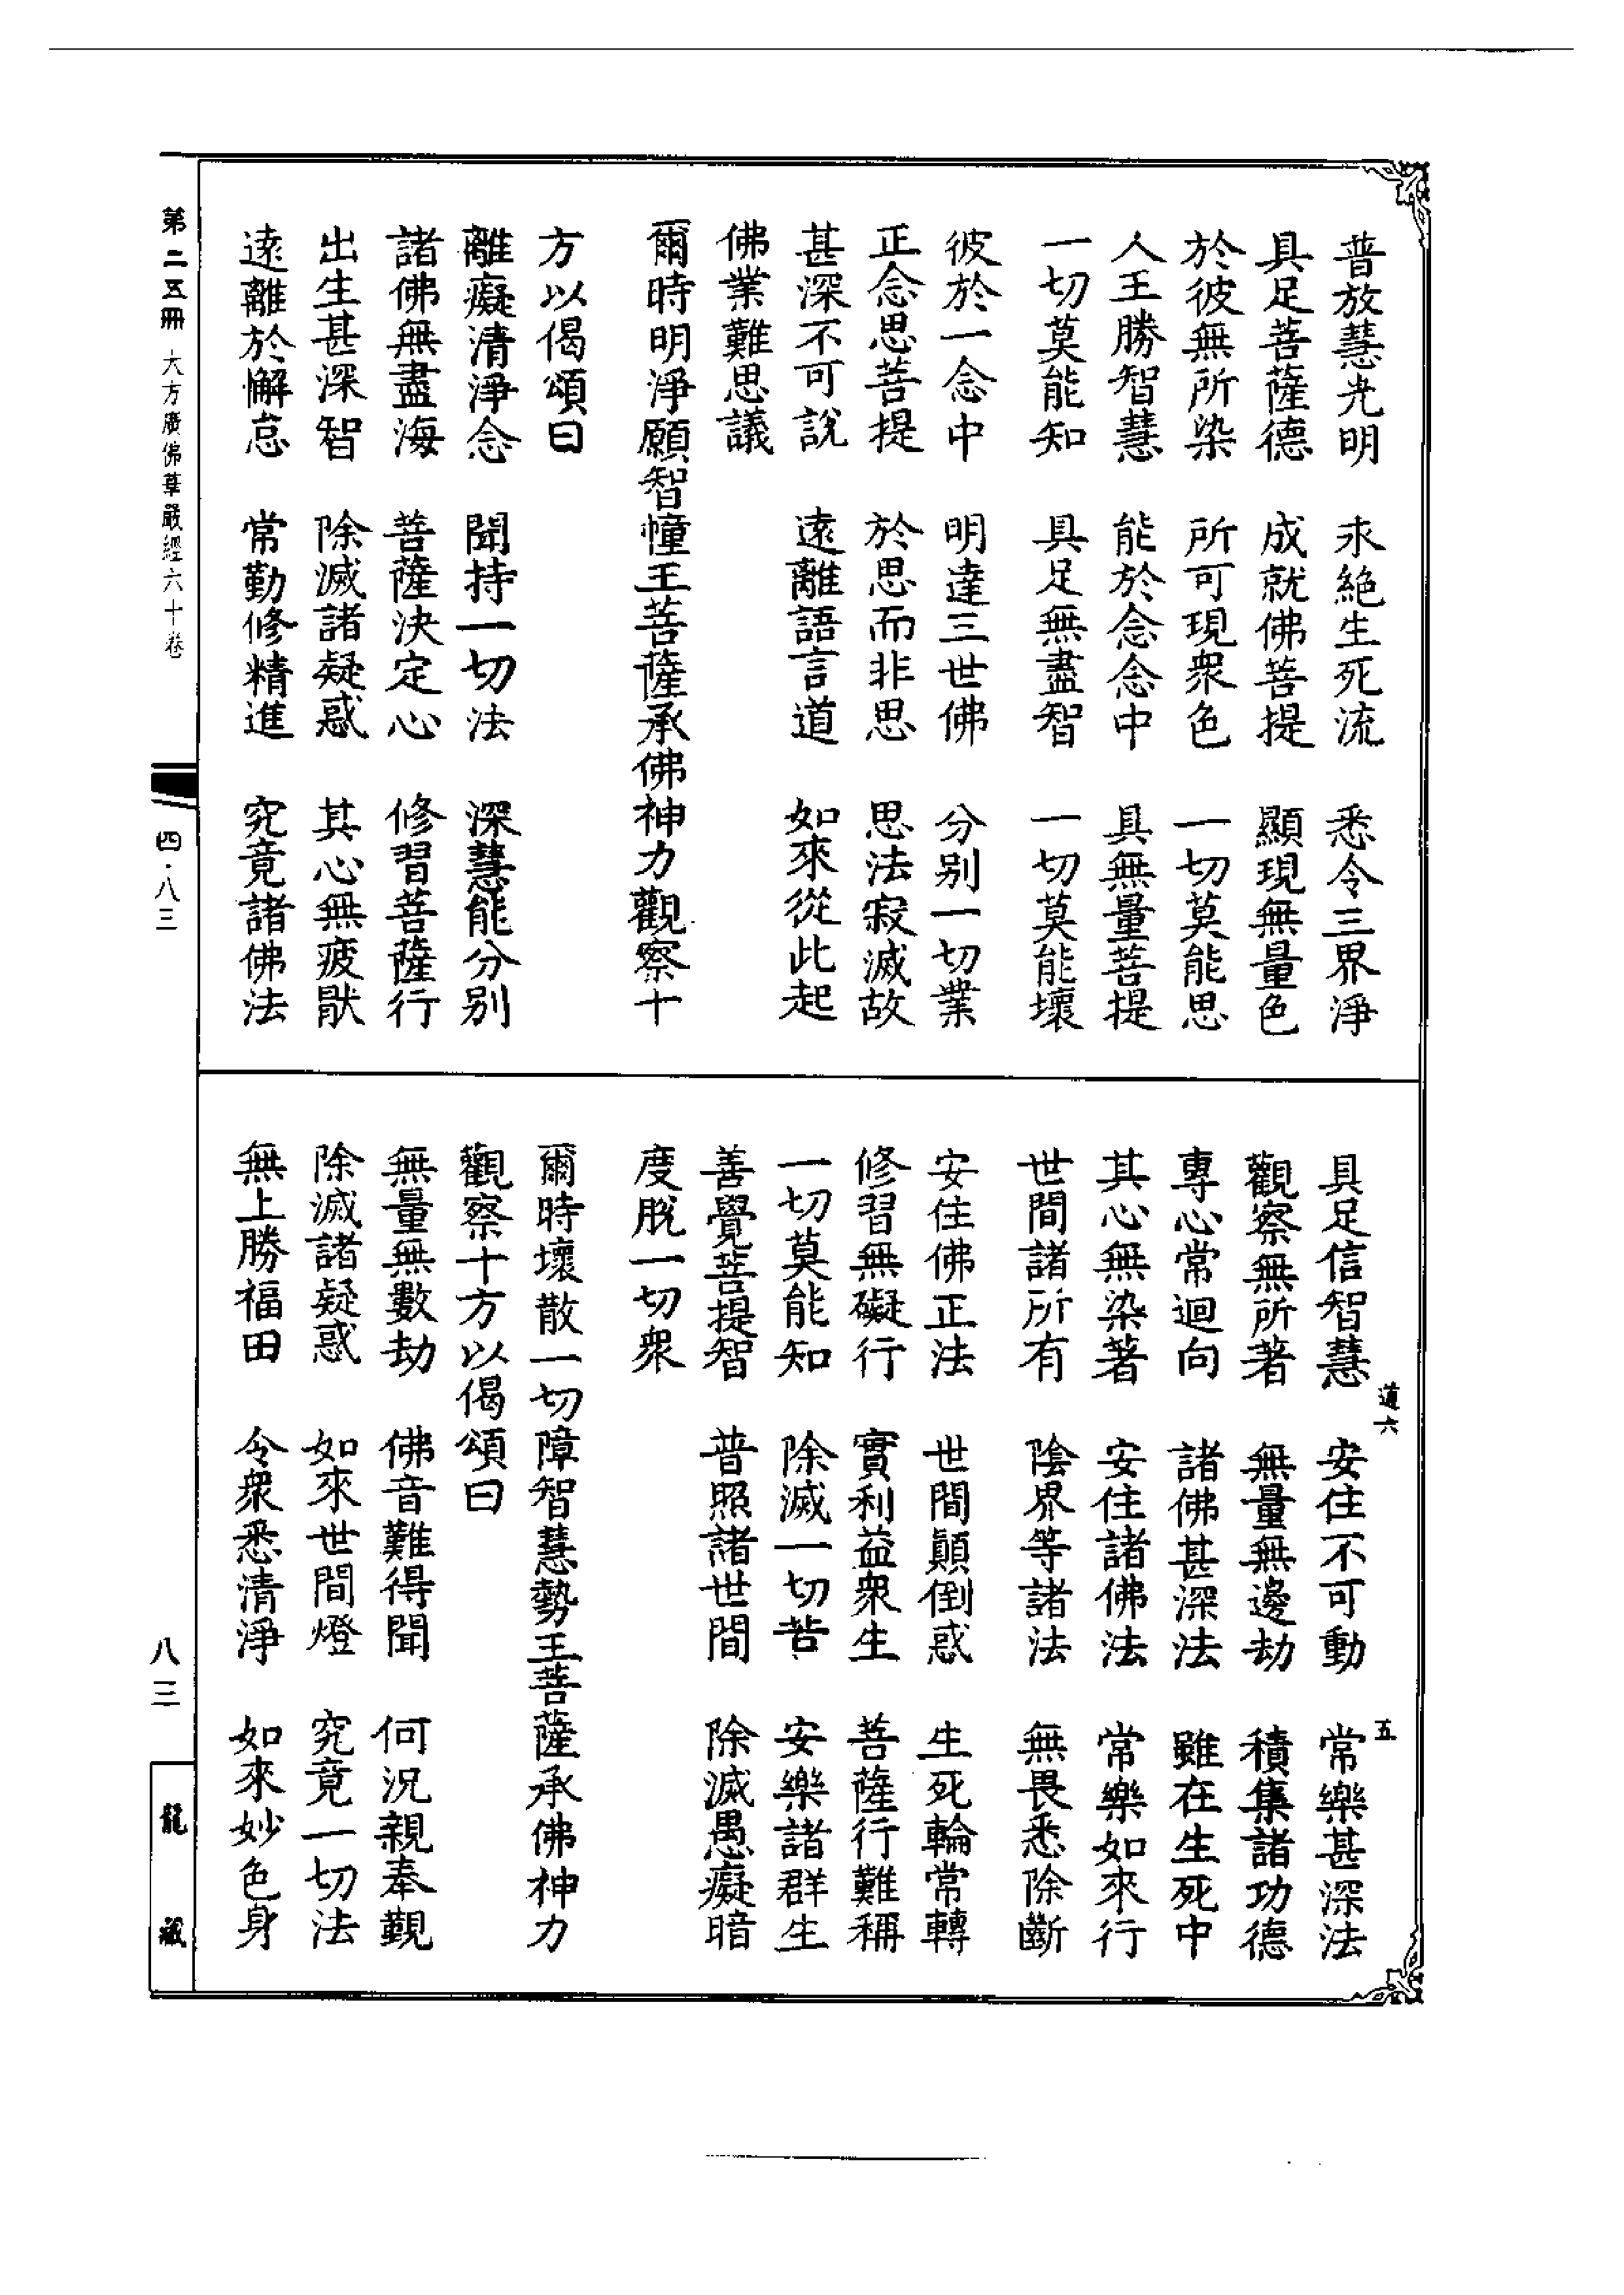 普放慧光明　永絕生死流　悉令三界淨
具足菩薩德　成就佛菩提　顯現無量色
於彼無所染　所可現衆色　一切莫能思
人王勝智慧　能於念念中　具無量菩提
一切莫能知　具足無盡智　一切莫能壞
彼於一念中　明達三世佛　分別一切業
正念思菩提　於思而非思　思法寂滅故
甚深不可說　遠離語言道　如來從此起
佛業難思議
爾時明淨願智幢王菩薩承佛神力觀察十
方以偈頌曰
離癡清淨念　聞持一切法　深慧能分別
諸佛無盡海　菩薩決定心　修習菩薩行
出生甚深智　除滅諸疑惑　其心無疲猒
遠離於懈怠　常勤修精進　究竟諸佛法
具足信智慧　安住不可動　常樂甚深法
觀察無所著　無量無邊劫　積集諸功德
專心常迴向　諸佛甚深法　雖在生死中
其心無染著　安住諸佛法　常樂如來行
世間諸所有　陰界等諸法　無畏悉除斷
安住佛正法　世間顛倒惑　生死輪常轉
修習無礙行　實利益衆生　菩薩行難稱
一切莫能知　除滅一切苦　安樂諸群生
善覺菩提智　普照諸世間　除滅愚癡暗
度脫一切衆
爾時壞散一切障智慧勢王菩薩承佛神力
觀察十方以偈頌曰
無量無數劫　佛音難得聞　何況親奉覲
除滅諸疑惑　如來世間燈　究竟一切法
無上勝福田　令衆悉清淨　如來妙色身
道六
五
第二五冊　大方廣佛華嚴經六十卷
四·八三
八三
龍藏